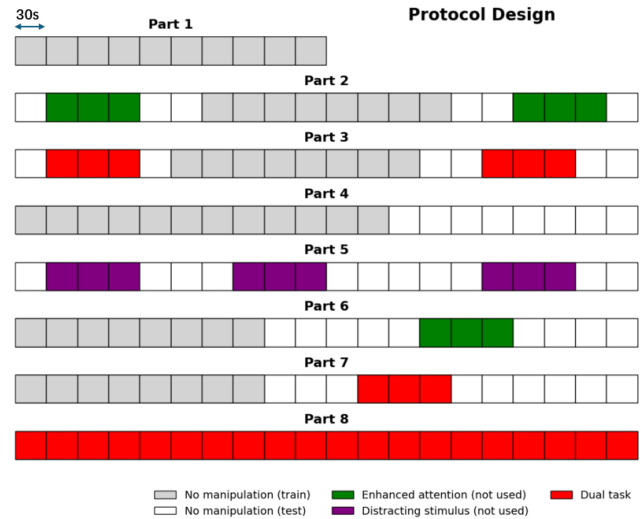 30s
Protocol Design
Part 1
Part 2
Part 3
Part 4
Part 5
Part 6
Part 7
Part 8
No manipulation (train)
Enhanced attention (not used)
Dual task
No manipulation (test)
Distracting stimulus (not used)